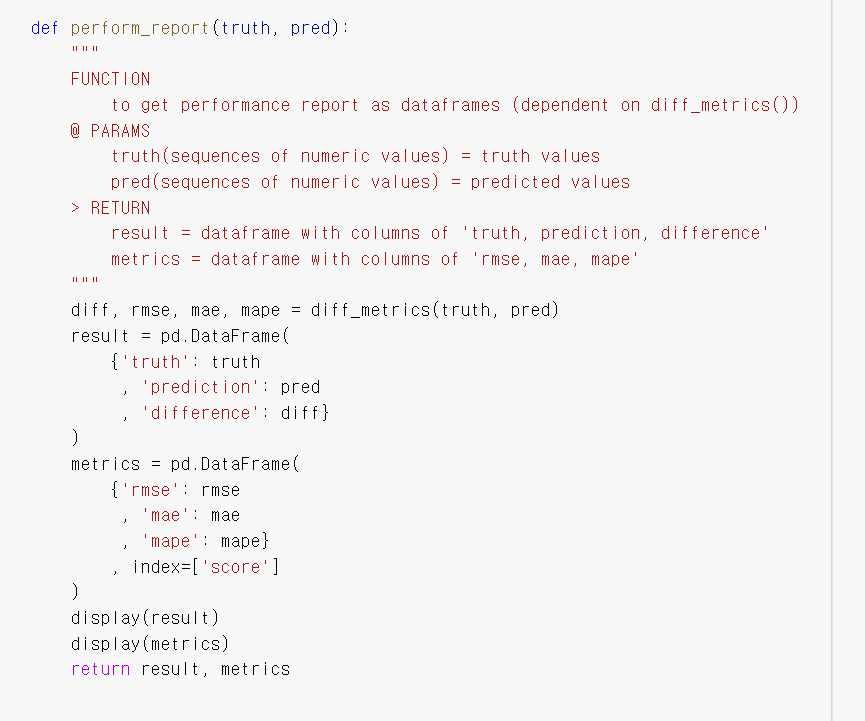 def perform_report(truth, pred):
    """
    FUNCTION
        to get performance report as dataframes (dependent on diff_metrics())
    @ PARAMS
        truth(sequences of numeric values) = truth values
        pred(sequences of numeric values) = predicted values
    > RETURN
        result = dataframe with columns of 'truth, prediction, difference'
        metrics = dataframe with columns of 'rmse, mae, mape'
    """
    diff, rmse, mae, mape = diff_metrics(truth, pred)
    result = pd.DataFrame(
        {'truth': truth
         , 'prediction': pred
         , 'difference': diff}
    )
    metrics = pd.DataFrame(
        {'rmse': rmse
         , 'mae': mae
         , 'mape': mape}
        , index=['score']
    )
    display(result)
    display(metrics)
    return result, metrics